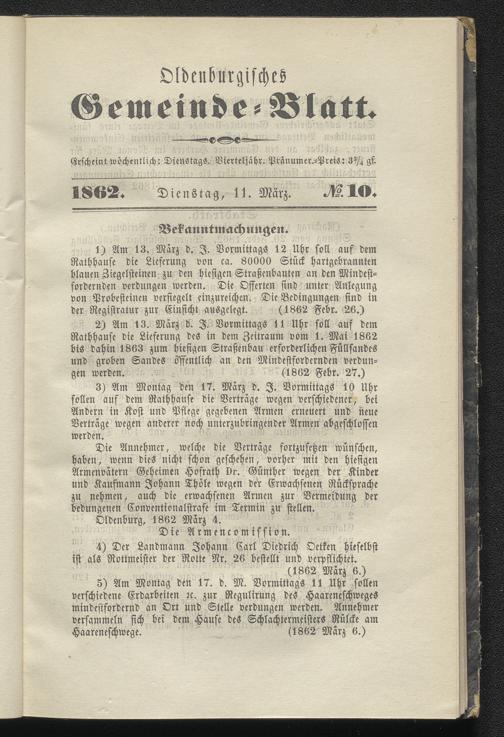 Oldenburgisches
Gemeinde-Blatt.
Erscheint wöchentlich: Dienstags. Vierteljähr. Pränumer.-Preis: 3¾ gf.
1862. Dienstag, 11. März. № 10.
Bekanntmachungen.
1) Am 13. März d. J. Vormittags 12 Uhr soll auf dem
Rathhause die Lieferung von ca. 80000 Stück hartgebrannten
blauen Ziegelsteinen zu den hiesigen Straßenbauten an den Mindest-
fordernden verdungen werden. Die Offerten sind unter Anlegung
von Probesteinen versiegelt einzureichen. Die Bedingungen sind in
der Registratur zur Einsicht ausgelegt. (1862 Febr. 26.)
2) Am 13. März d. J. Vormittags 11 Uhr soll auf dem
Rathhause die Lieferung des in dem Zeitraum vom 1. Mai 1862
bis dahin 1863 zum hiesigen Straßenbau erforderlichen Füllsandes
und groben Sandes öffentlich an den Mindestfordernden verdun-
gen werden. (1862 Febr. 27.)
3) Am Montag den 17. März d. J. Vormittags 10 Uhr
sollen auf dem Rathhause die Verträge wegen verschiedener, bei
Andern in Kost und Pflege gegebenen Armen erneuert und neue
Verträge wegen anderer noch unterzubringender Armen abgeschlossen
werden.
Die Annehmer, welche die Verträge fortzusetzen wünschen,
haben, wenn dies nicht schon geschehen, vorher mit den hiesigen
Armenvätern Geheimen Hofrath Dr. Günther wegen der Kinder
und Kaufmann Johann Thöle wegen der Erwachsenen Rücksprache
zu nehmen, auch die erwachsenen Armen zur Vermeidung der
bedungenen Conventionalstrafe im Termin zu stellen.
Oldenburg, 1862 März 4.
Die Armencomission.
4) Der Landmann Johann Carl Diedrich Oetken hieselbst
ist als Rottmeister der Rotte Nr. 26 bestellt und verpflichtet.
(1862 März 6.)
5) Am Montag den 17. d. M. Vormittags 11 Uhr sollen
verschiedene Erdarbeiten ꝛc. zur Regulirung des Haareneschweges
mindestfordernd an Ort und Stelle verdungen werden. Annehmer
versammeln sich bei dem Hause des Schlachtermeisters Rülcke am
Haareneschwege. (1862 März 6.)